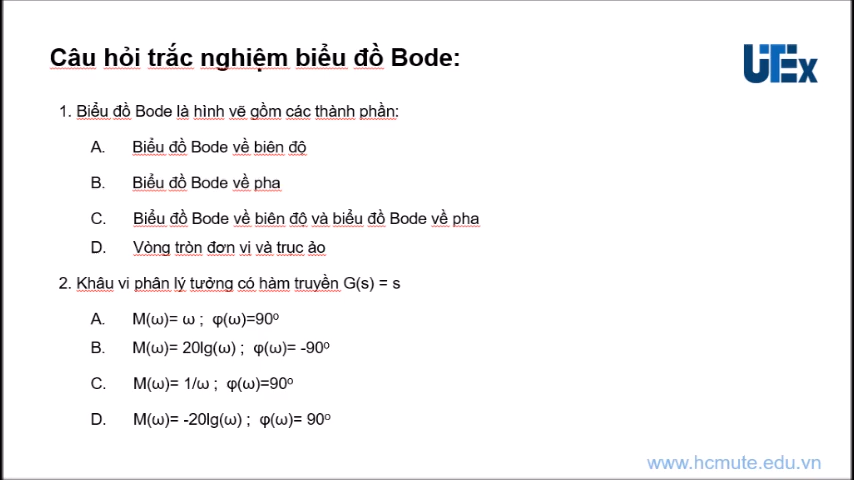 Câu hỏi trắc nghiệm biểu đồ Bode:
UTEx
1. Biểu đồ Bode là hình vẽ gồm các thành phần:
A. Biểu đồ Bode về biên độ
B. Biểu đồ Bode về pha
C. Biểu đồ Bode về biên độ và biểu đồ Bode về pha
D. Vòng tròn đơn vị và trục ảo
2. Khâu vi phân lý tưởng có hàm truyền G(s) = s
A. M(ω)= ω ; φ(ω)=90º
B. M(ω)= 20lg(ω) ; φ(ω)= -90º
C. M(ω)= 1/ω ; φ(ω)=90º
D. M(ω)= -20lg(ω) ; φ(ω)= 90º
www.hcmute.edu.vn